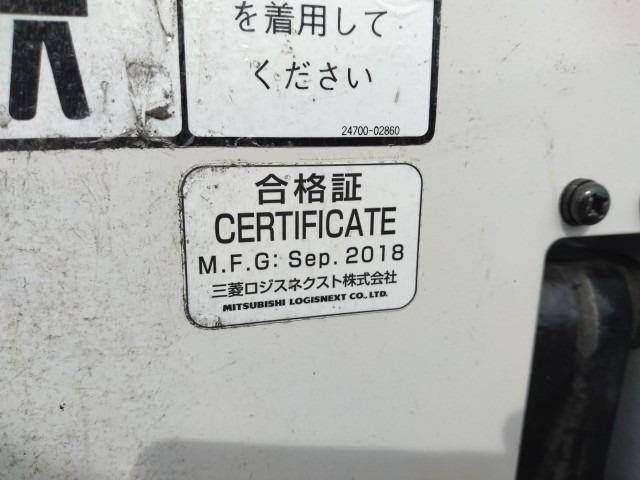 を着用して
ください
24700-02860
合格証
CERTIFICATE
M.F.G: Sep. 2018
三菱ロジスネクスト株式会社
MITSUBISHI LOGISNEXT CO., LTD.